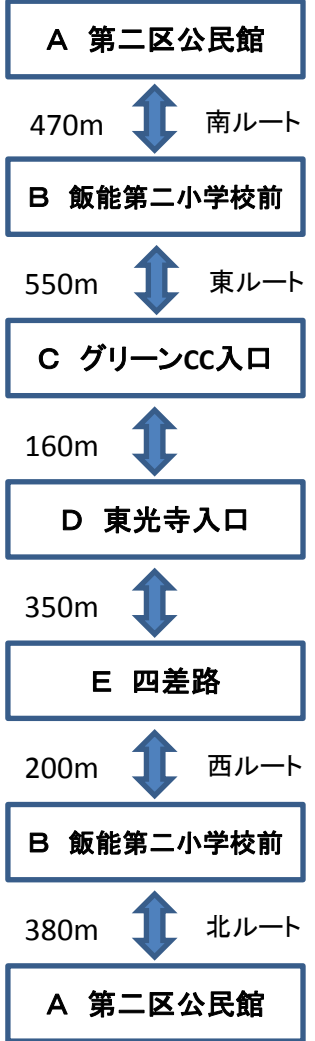 A 第二区公民館
470m 南ルート
B 飯能第二小学校前
550m 東ルート
C グリーンCC入口
160m
D 東光寺入口
350m
E 四差路
200m 西ルート
B 飯能第二小学校前
380m 北ルート
A 第二区公民館